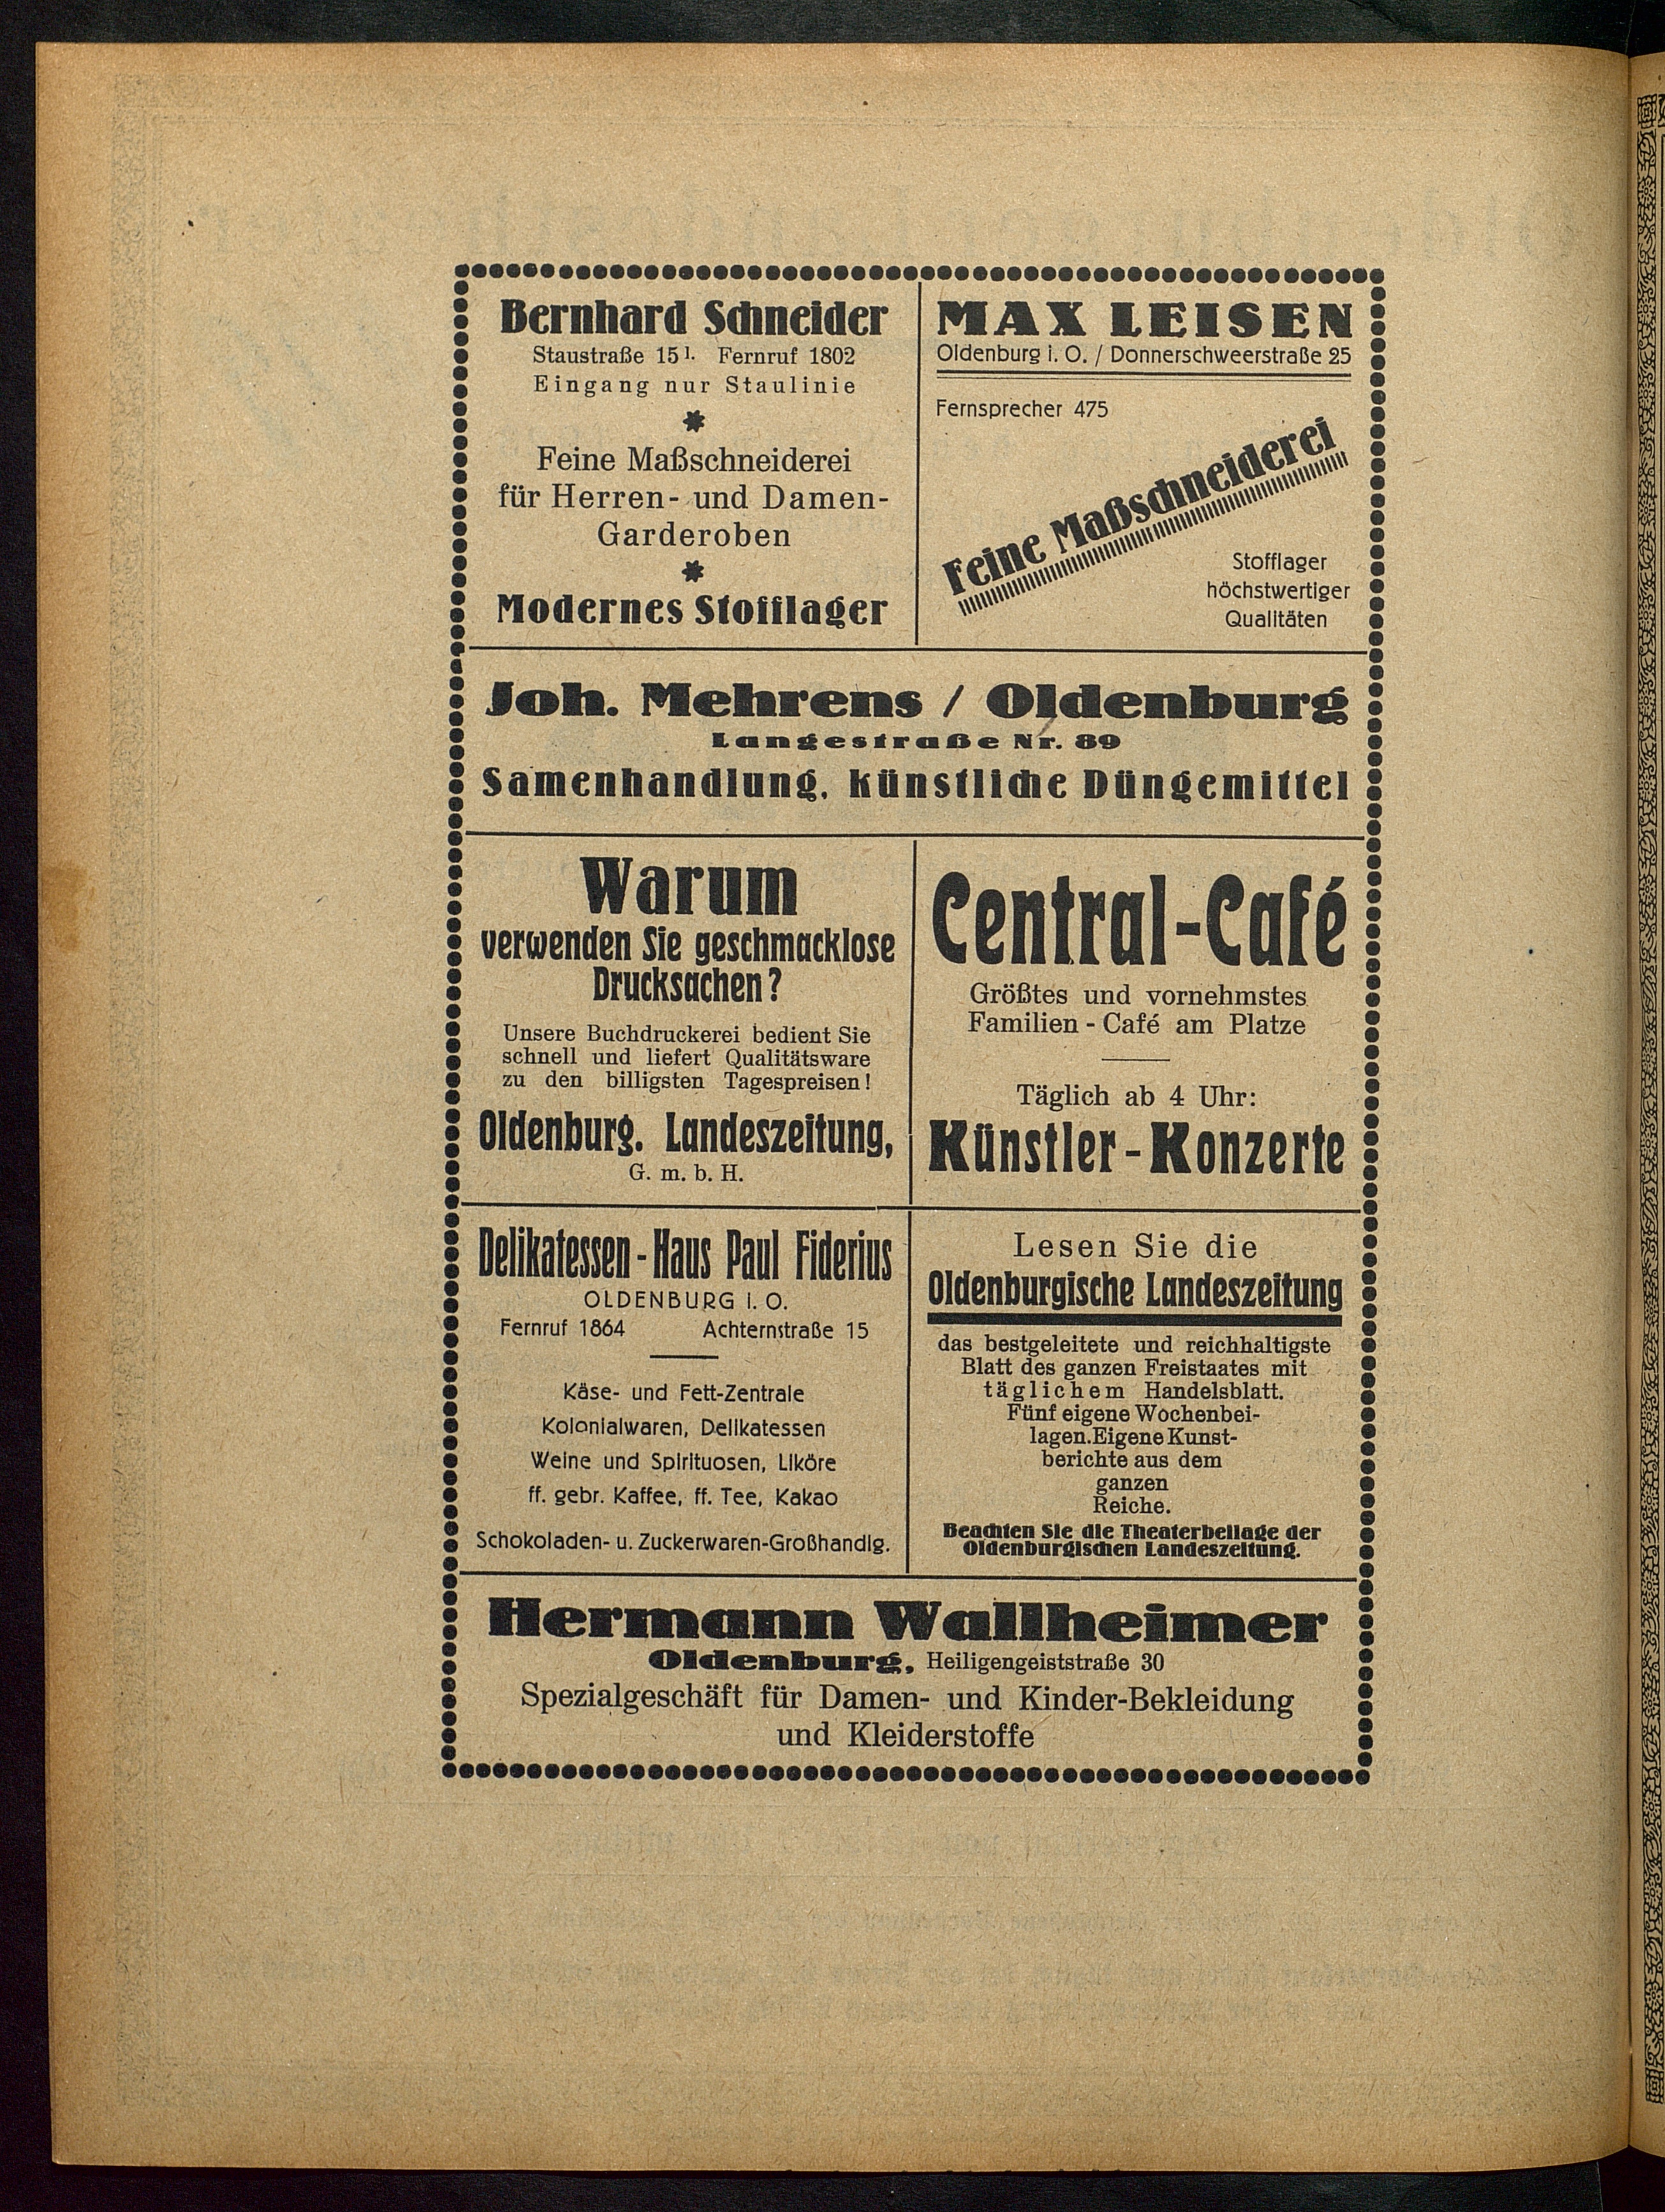 Bernhard Schneider
Staustraße 15 I. Fernruf 1802
Eingang nur Staulinie
Feine Maßschneiderei
für Herren- und Damen-
Garderoben
Modernes Stofflager
MAX LEISEN
Oldenburg i. O. / Donnerschweerstraße 25
Fernsprecher 475
Feine Maßschneiderei
Stofflager
höchstwertiger
Qualitäten
Joh. Mehrens / Oldenburg
Langestraße Nr. 89
Samenhandlung, künstliche Düngemittel
Warum
verwenden Sie geschmacklose
Drucksachen?
Unsere Buchdruckerei bedient Sie
schnell und liefert Qualitätsware
zu den billigsten Tagespreisen!
Oldenburg. Landeszeitung,
G. m. b. H.
Central-Café
Größtes und vornehmstes
Familien-Café am Platze
Täglich ab 4 Uhr:
Künstler-Konzerte
Delikatessen-Haus Paul Fiderius
OLDENBURG i. O.
Fernruf 1864 Achternstraße 15
Käse- und Fett-Zentrale
Kolonialwaren, Delikatessen
Weine und Spirituosen, Liköre
ff. gebr. Kaffee, ff. Tee, Kakao
Schokoladen- u. Zuckerwaren-Großhandlg.
Lesen Sie die
Oldenburgische Landeszeitung
das bestgeleitete und reichhaltigste
Blatt des ganzen Freistaates mit
täglichem Handelsblatt.
Fünf eigene Wochenbei-
lagen. Eigene Kunst-
berichte aus dem
ganzen
Reiche.
Beachten Sie die Theaterbeilage der
Oldenburgischen Landeszeitung.
Hermann Wallheimer
Oldenburg, Heiligengeiststraße 30
Spezialgeschäft für Damen- und Kinder-Bekleidung
und Kleiderstoffe